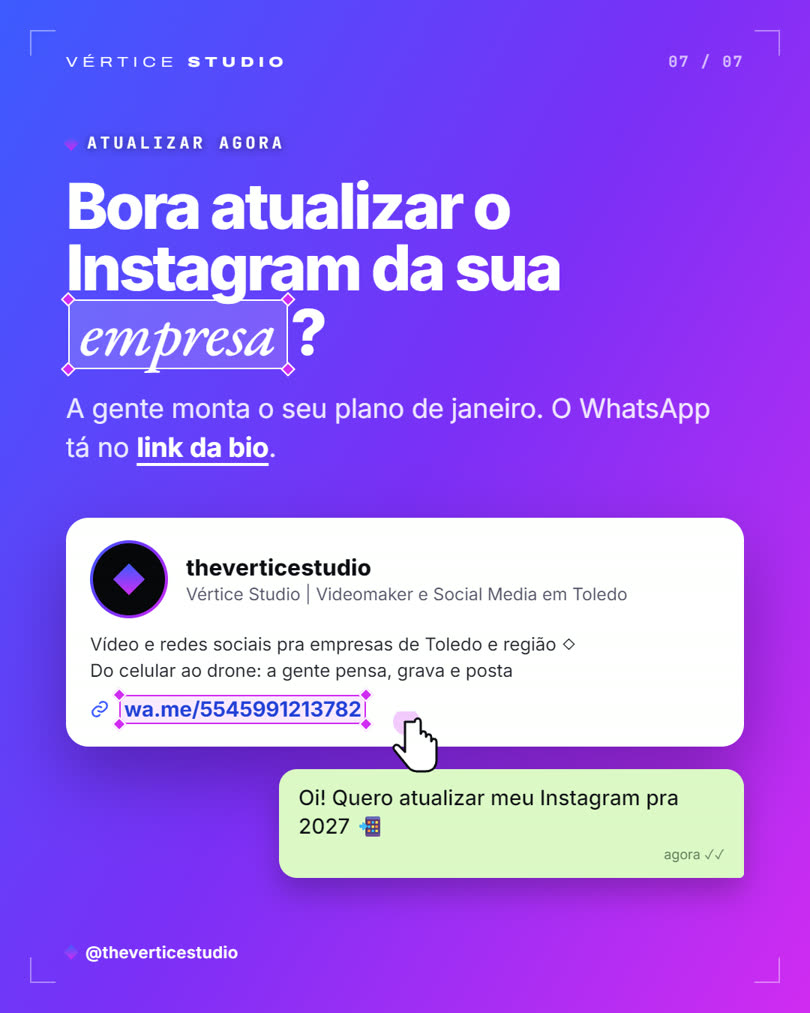 VÉRTICE STUDIO
07 / 07
ATUALIZAR AGORA
Bora atualizar o
Instagram da sua
empresa?
A gente monta o seu plano de janeiro. O WhatsApp
tá no link da bio.
theverticestudio
Vértice Studio | Videomaker e Social Media em Toledo
Vídeo e redes sociais pra empresas de Toledo e região ◇
Do celular ao drone: a gente pensa, grava e posta
wa.me/5545991213782
Oi! Quero atualizar meu Instagram pra
2027 📲
agora ✓✓
@theverticestudio